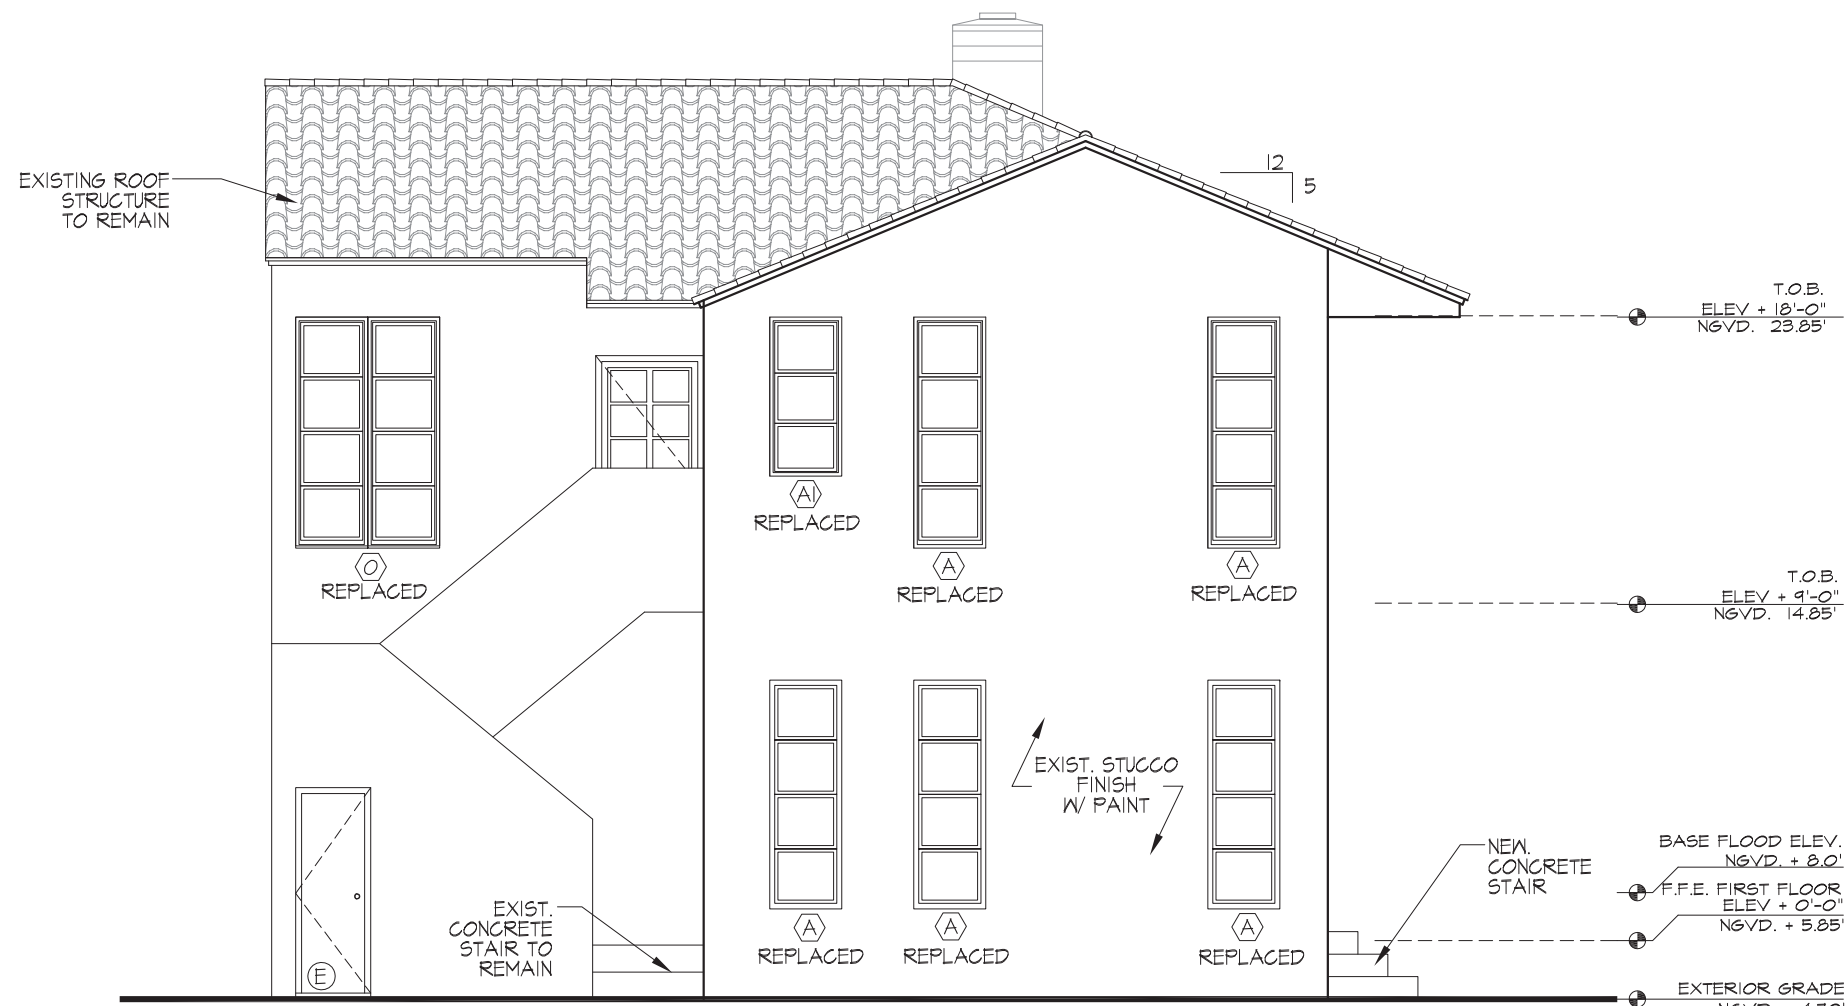 EXISTING ROOF
STRUCTURE
TO REMAIN
12
5
T.O.B.
ELEV + 18'-0"
NGVD. 23.85'
A1
REPLACED
O
REPLACED
A
REPLACED
A
REPLACED
T.O.B.
ELEV + 9'-0"
NGVD. 14.85'
EXIST. STUCCO
FINISH
W/ PAINT
NEW.
CONCRETE
STAIR
BASE FLOOD ELEV.
NGVD. + 8.0'
F.F.E. FIRST FLOOR
ELEV + 0'-0"
NGVD. + 5.85'
EXIST.
CONCRETE
STAIR TO
REMAIN
A
REPLACED
A
REPLACED
A
REPLACED
E
EXTERIOR GRADE